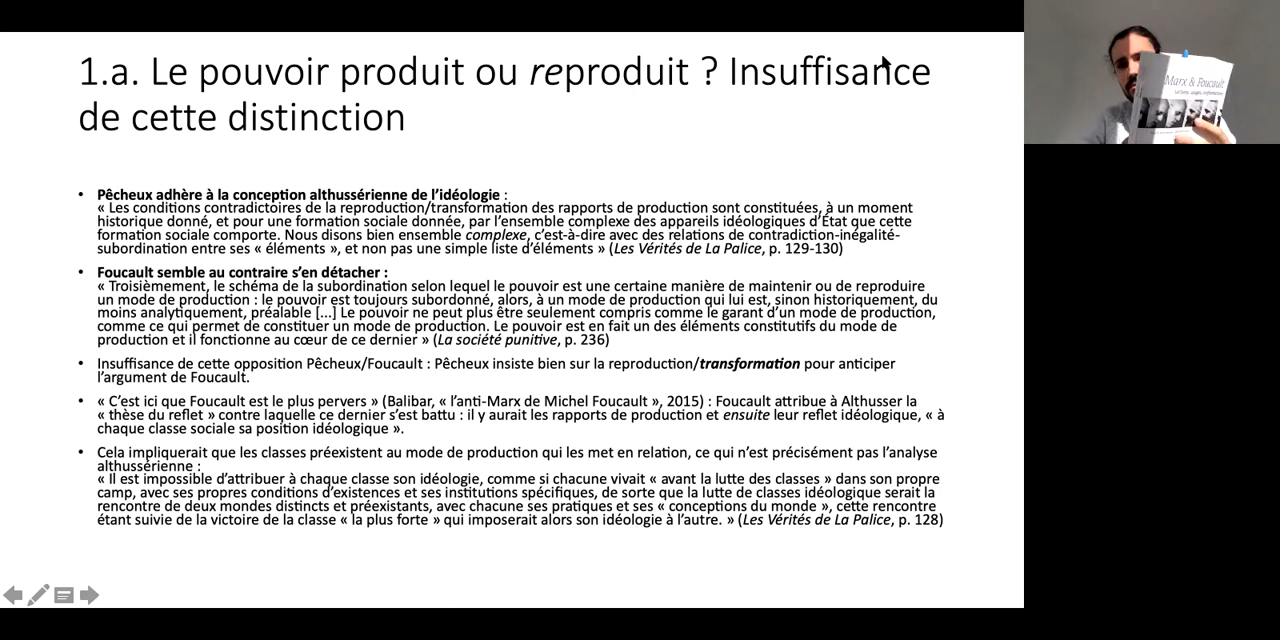 1.a. Le pouvoir produit ou reproduit ? Insuffisance
de cette distinction
• Pêcheux adhère à la conception althussérienne de l’idéologie :
« Les conditions contradictoires de la reproduction/transformation des rapports de production sont constituées, à un moment
historique donné, et pour une formation sociale donnée, par l’ensemble complexe des appareils idéologiques d’État que cette
formation sociale comporte. Nous disons bien ensemble complexe, c’est-à-dire avec des relations de contradiction-inégalité-
subordination entre ses « éléments », et non pas une simple liste d’éléments » (Les Vérités de La Palice, p. 129-130)
• Foucault semble au contraire s’en détacher :
« Troisièmement, le schéma de la subordination selon lequel le pouvoir est une certaine manière de maintenir ou de reproduire
un mode de production : le pouvoir est toujours subordonné, alors, à un mode de production qui lui est, sinon historiquement, du
moins analytiquement, préalable [...] Le pouvoir ne peut plus être seulement compris comme le garant d’un mode de production,
comme ce qui permet de constituer un mode de production. Le pouvoir est en fait un des éléments constitutifs du mode de
production et il fonctionne au cœur de ce dernier » (La société punitive, p. 236)
• Insuffisance de cette opposition Pêcheux/Foucault : Pêcheux insiste bien sur la reproduction/transformation pour anticiper
l’argument de Foucault.
• « C’est ici que Foucault est le plus pervers » (Balibar, « l’anti-Marx de Michel Foucault », 2015) : Foucault attribue à Althusser la
« thèse du reflet » contre laquelle ce dernier s’est battu : il y aurait les rapports de production et ensuite leur reflet idéologique, « à
chaque classe sociale sa position idéologique ».
• Cela impliquerait que les classes préexistent au mode de production qui les met en relation, ce qui n’est précisément pas l’analyse
althussérienne :
« Il est impossible d’attribuer à chaque classe son idéologie, comme si chacune vivait « avant la lutte des classes » dans son propre
camp, avec ses propres conditions d’existences et ses institutions spécifiques, de sorte que la lutte de classes idéologique serait la
rencontre de deux mondes distincts et préexistants, avec chacune ses pratiques et ses « conceptions du monde », cette rencontre
étant suivie de la victoire de la classe « la plus forte » qui imposerait alors son idéologie à l’autre. » (Les Vérités de La Palice, p. 128)
Marx & Foucault